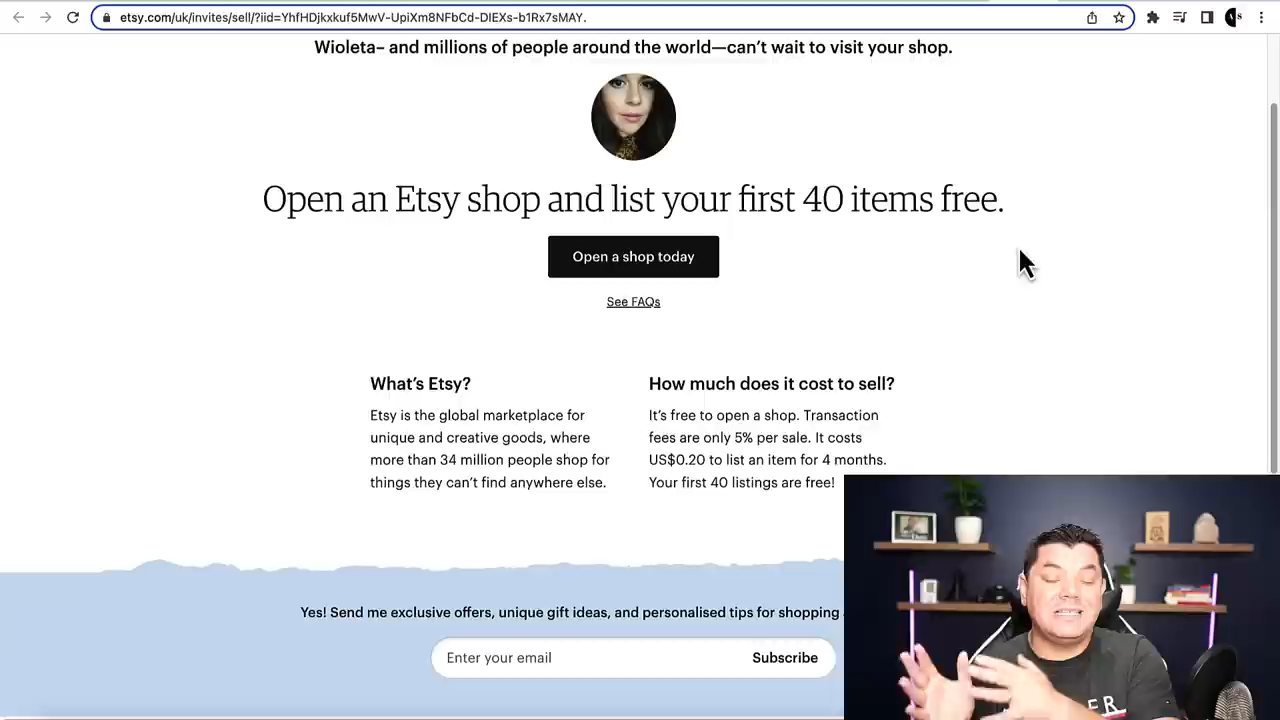 etsy.com/uk/invites/sell/?iid=YhfHDjkxkuf5MwV-UpiXm8NFbCd-DIEXs-b1Rx7sMAY.
Wioleta– and millions of people around the world—can’t wait to visit your shop.
Open an Etsy shop and list your first 40 items free.
Open a shop today
See FAQs
What’s Etsy?
Etsy is the global marketplace for
unique and creative goods, where
more than 34 million people shop for
things they can’t find anywhere else.
How much does it cost to sell?
It’s free to open a shop. Transaction
fees are only 5% per sale. It costs
US$0.20 to list an item for 4 months.
Your first 40 listings are free!
Yes! Send me exclusive offers, unique gift ideas, and personalised tips for shopping
Enter your email
Subscribe